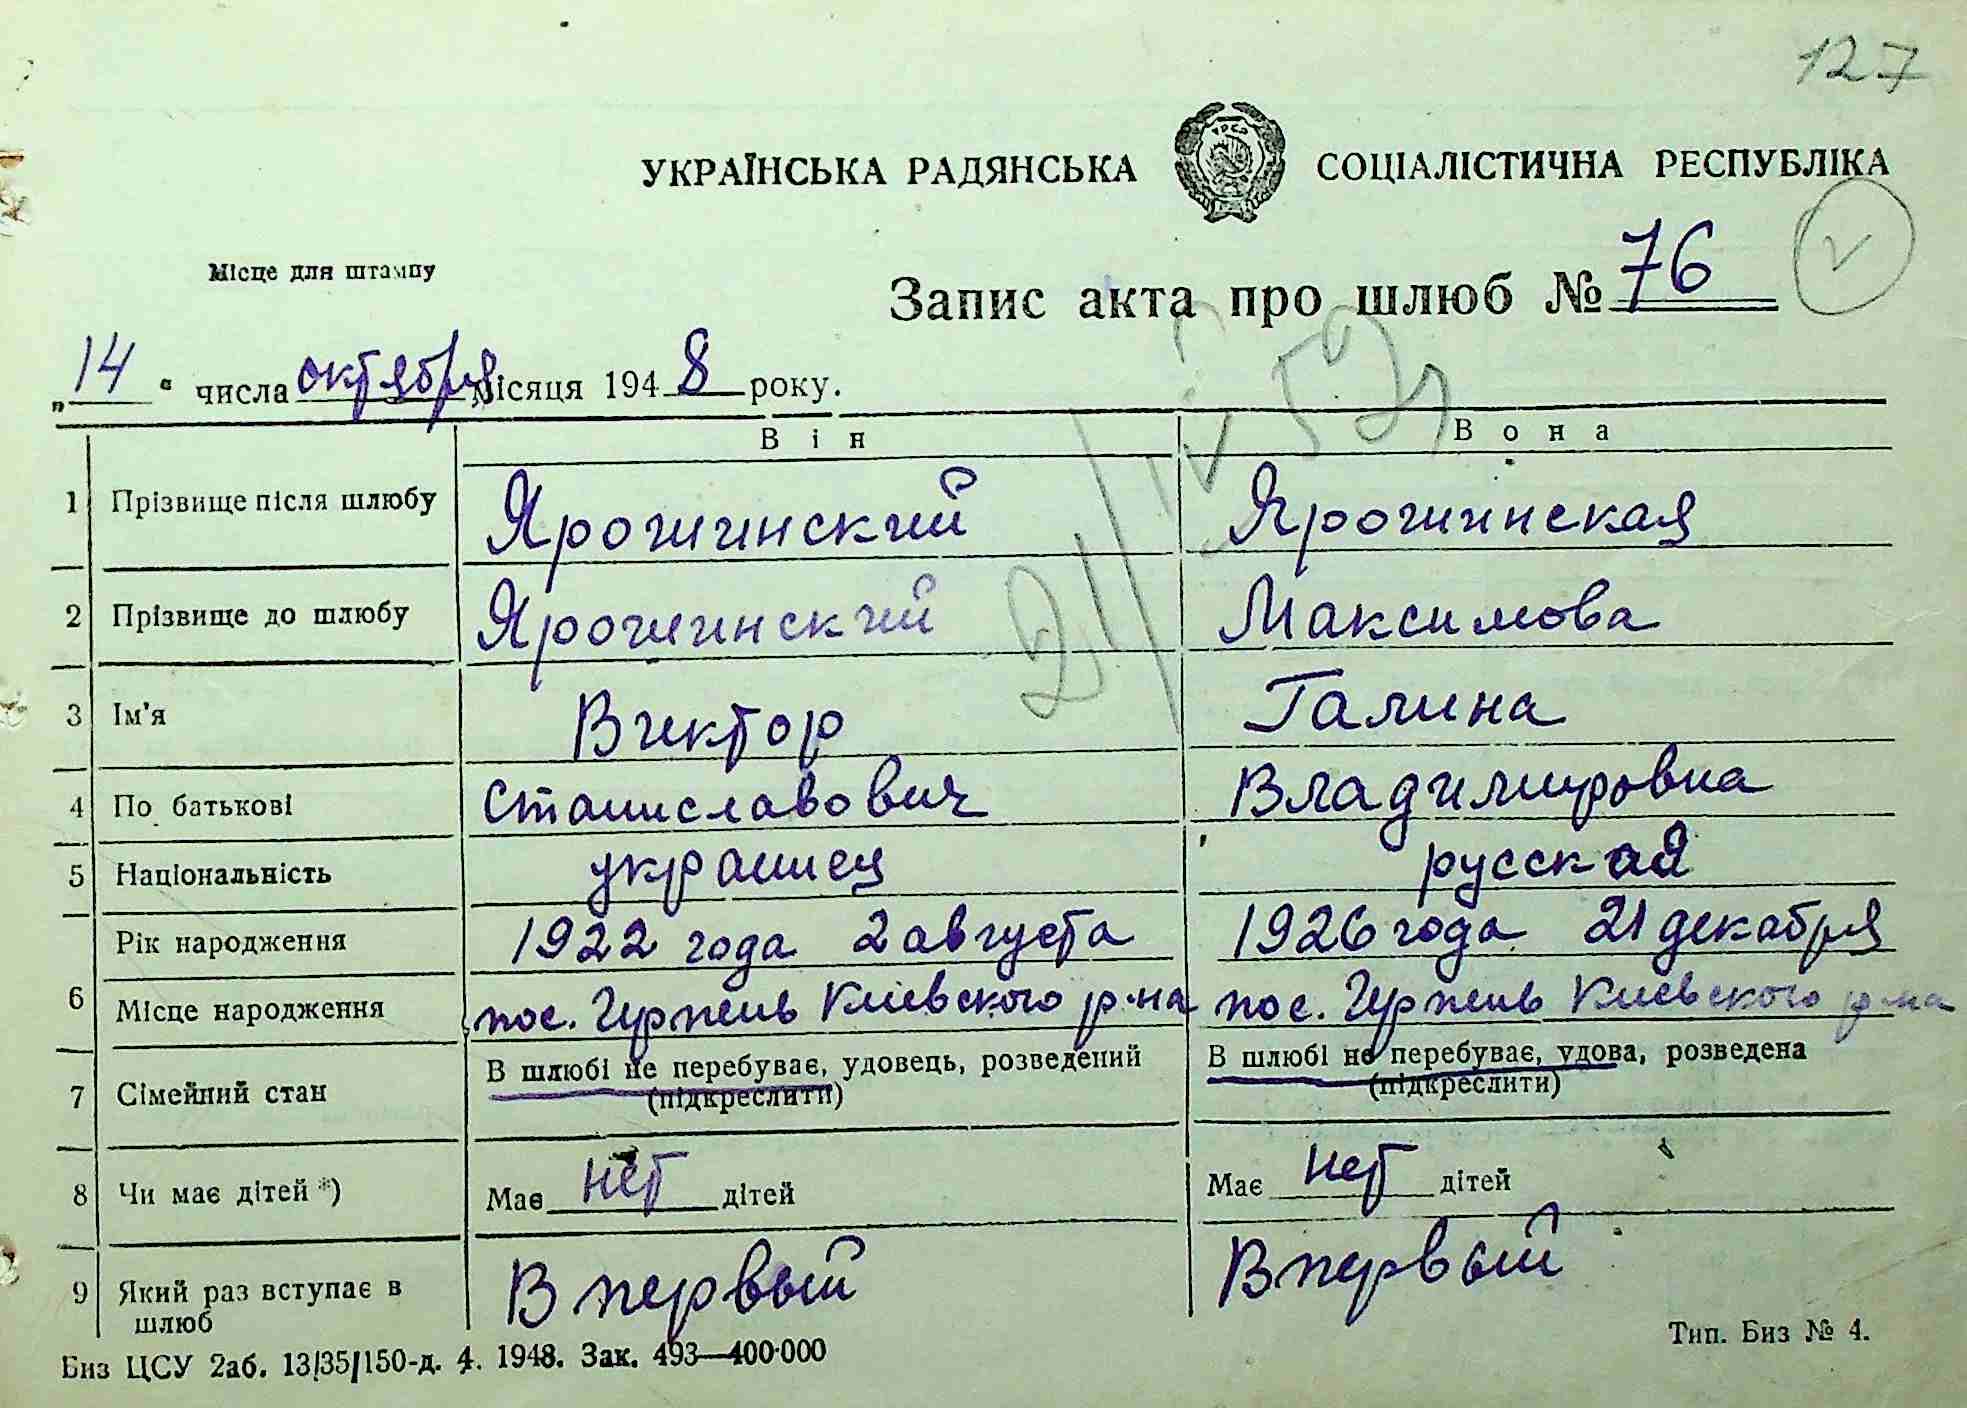 127
УКРАЇНСЬКА РАДЯНСЬКА СОЦІАЛІСТИЧНА РЕСПУБЛІКА
Місце для штампу
Запис акта про шлюб № 76
„14“ числа октября місяця 1948 року.
Він Вона
1 Прізвище після шлюбу Ярошинский Ярошинская
2 Прізвище до шлюбу Ярошинский Максимова
3 Ім'я Виктор Галина
4 По батькові Станиславович Владимировна
5 Національність украинец русская
6 Рік народження 1922 года 2 августа 1926 года 21 декабря
Місце народження пос. Ирпень Киевского р-на пос. Ирпень Киевского р-на
7 Сімейний стан В шлюбі не перебуває, удовець, розведений В шлюбі не перебуває, удова, розведена
(підкреслити) (підкреслити)
8 Чи має дітей *) Має нет дітей Має нет дітей
9 Який раз вступає в Впервый Впервый
шлюб
Биз ЦСУ 2аб. 13/35/150-д. 4. 1948. Зак. 493—400·000 Тип. Биз № 4.